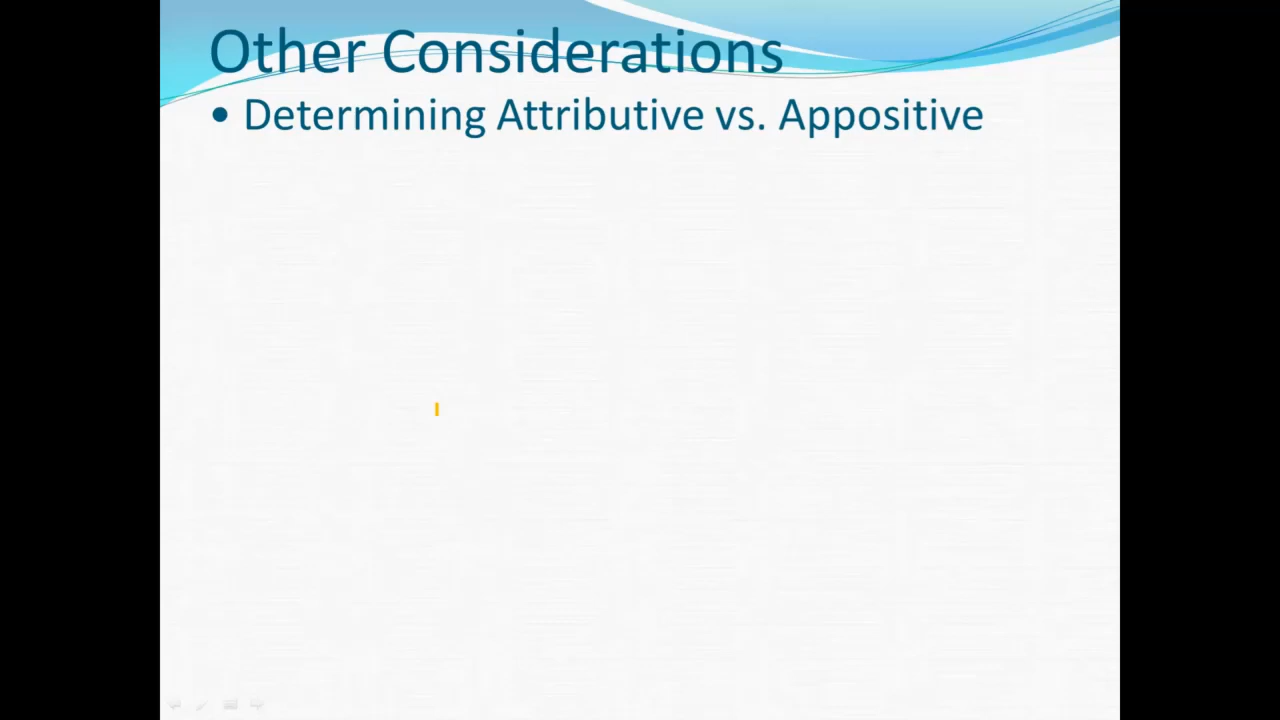 Other Considerations
• Determining Attributive vs. Appositive